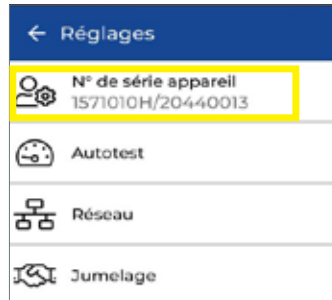 ← Réglages
N° de série appareil
1571010H/20440013
Autotest
Réseau
Jumelage